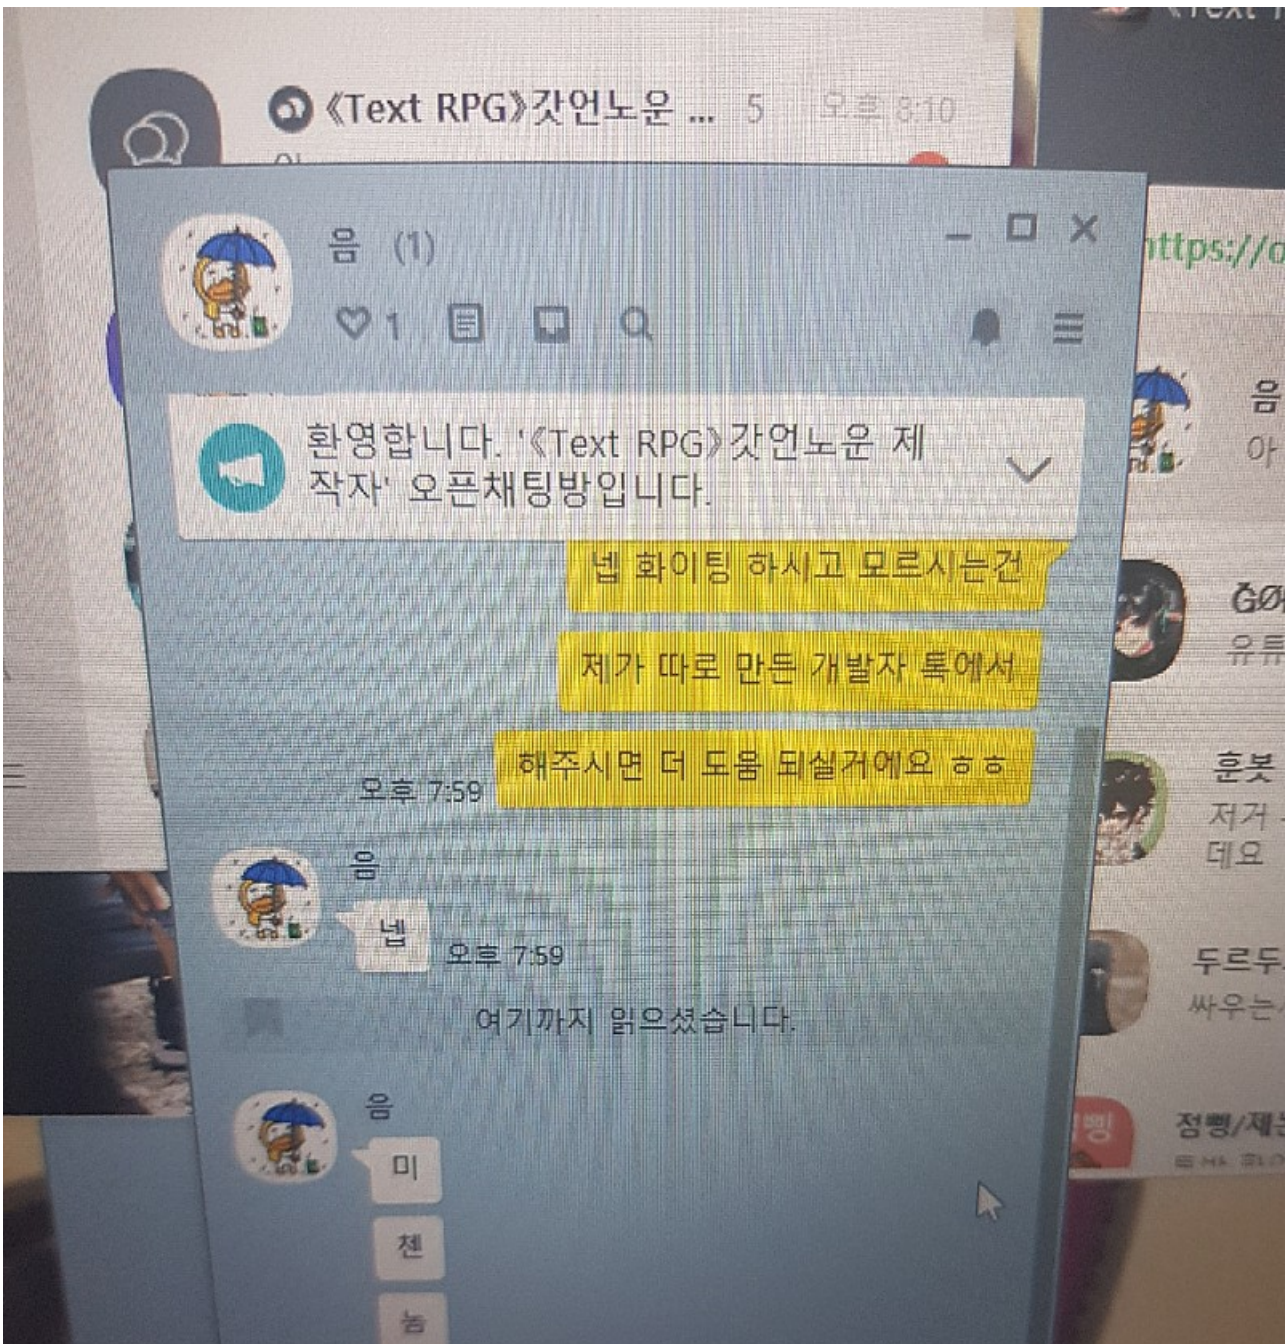 《Text RPG》갓언노운 ... 5 오후 8:10
음 (1)
1
https://o
환영합니다. '《Text RPG》갓언노운 제
작자' 오픈채팅방입니다.
넵 화이팅 하시고 모르시는건
제가 따로 만든 개발자 톡에서
해주시면 더 도움 되실거에요 ㅎㅎ
오후 7:59
음
넵
오후 7:59
여기까지 읽으셨습니다.
음
미
첸
놈
음
아
유튜
훈봇
저거
데요
두르두
싸우는
점삥/제